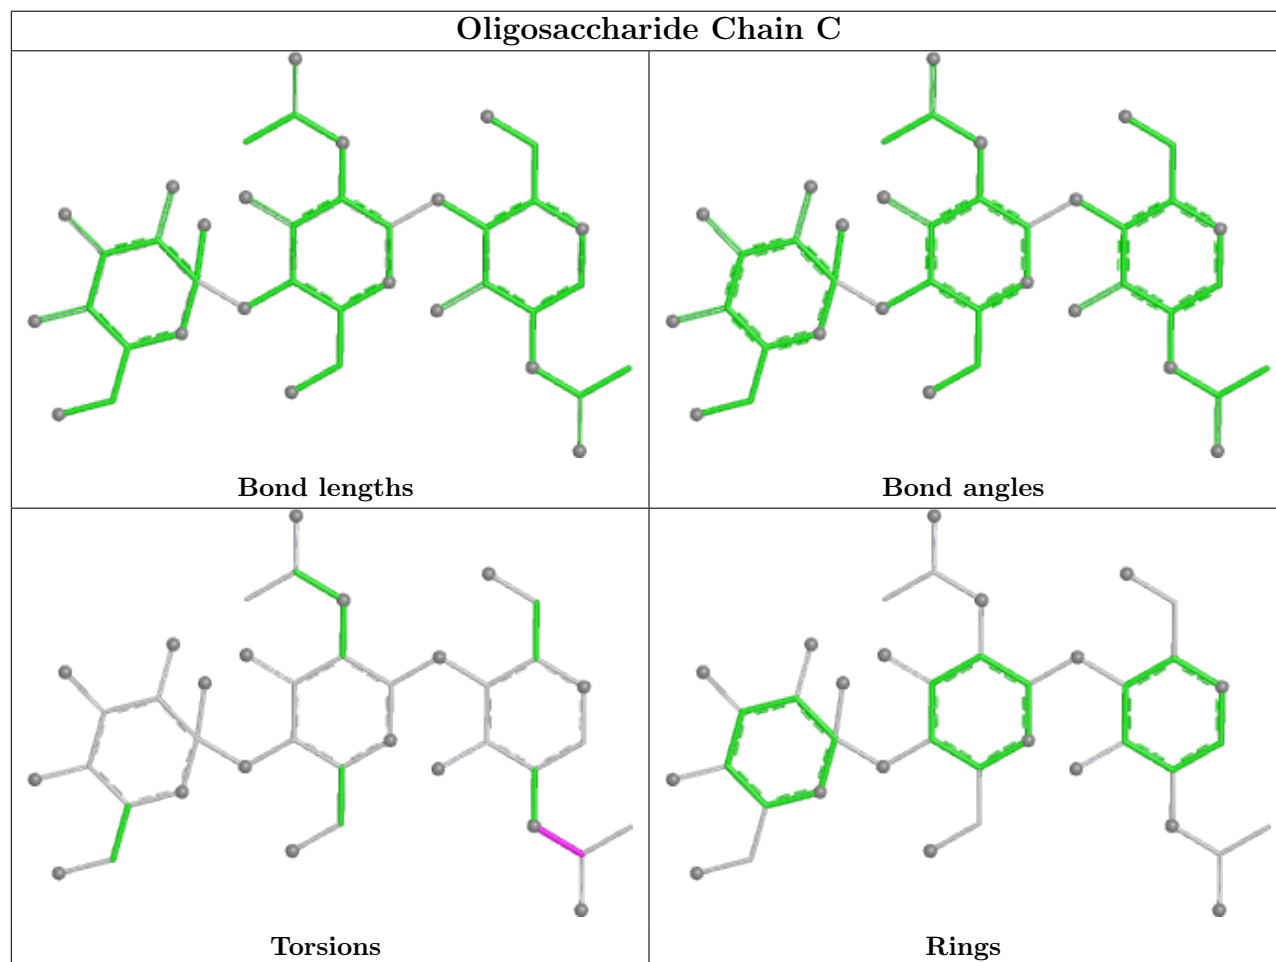 Oligosaccharide Chain C
Bond lengths
Bond angles
Torsions
Rings